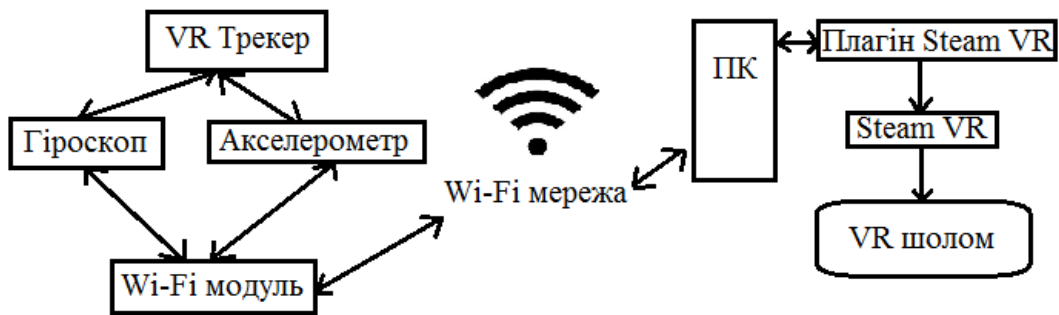 VR Трекер
Гіроскоп
Акселерометр
Wi-Fi модуль
Wi-Fi мережа
ПК
Плагін Steam VR
Steam VR
VR шолом